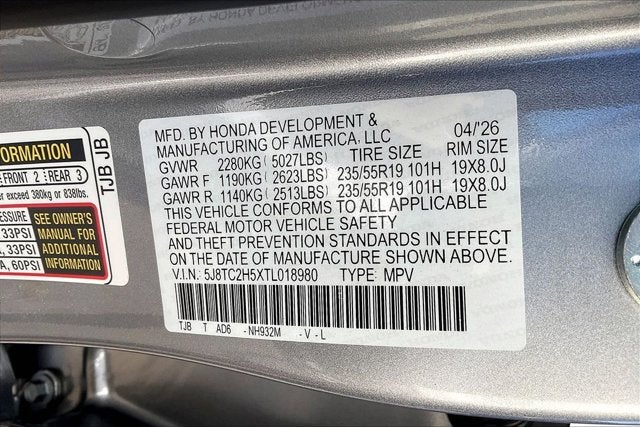 MFD. BY HONDA DEVELOPMENT &
MANUFACTURING OF AMERICA, LLC 04/'26
GVWR 2280KG (5027LBS) TIRE SIZE RIM SIZE
GAWR F 1190KG (2623LBS) 235/55R19 101H 19X8.0J
GAWR R 1140KG (2513LBS) 235/55R19 101H 19X8.0J
THIS VEHICLE CONFORMS TO ALL APPLICABLE
FEDERAL MOTOR VEHICLE SAFETY
AND THEFT PREVENTION STANDARDS IN EFFECT
ON THE DATE OF MANUFACTURE SHOWN ABOVE.
V.I.N.: 5J8TC2H5XTL018980 TYPE: MPV
TJB T AD6 -NH932M -V-L
FORMATION
FRONT 2 REAR 3
er exceed 380kg or 838lbs.
TJB JB
33PSI
33PSI
A, 60PSI
SEE OWNER'S
MANUAL FOR
ADDITIONAL
INFORMATION